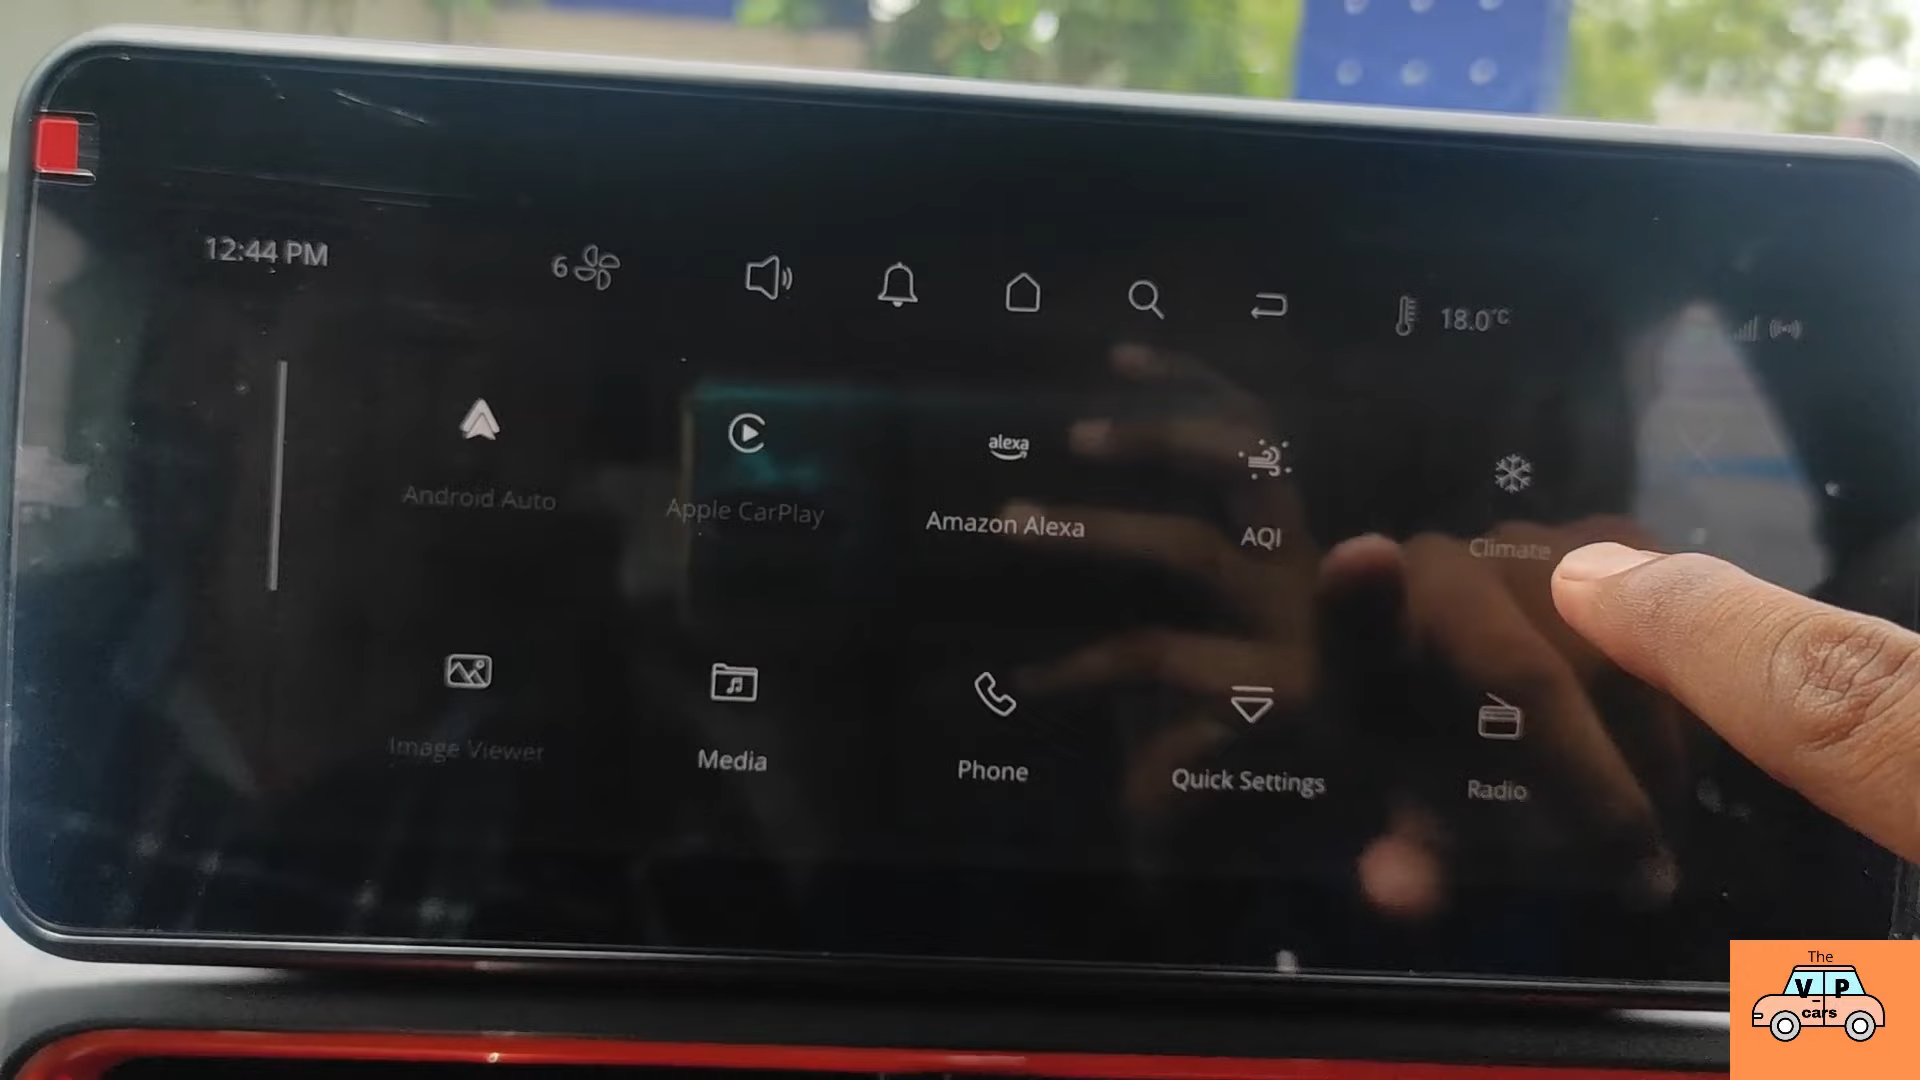 12:44 PM
6
18.0°C
Android Auto
Apple CarPlay
alexa
Amazon Alexa
AQI
Climate
Image Viewer
Media
Phone
Quick Settings
Radio
The
V_P
cars